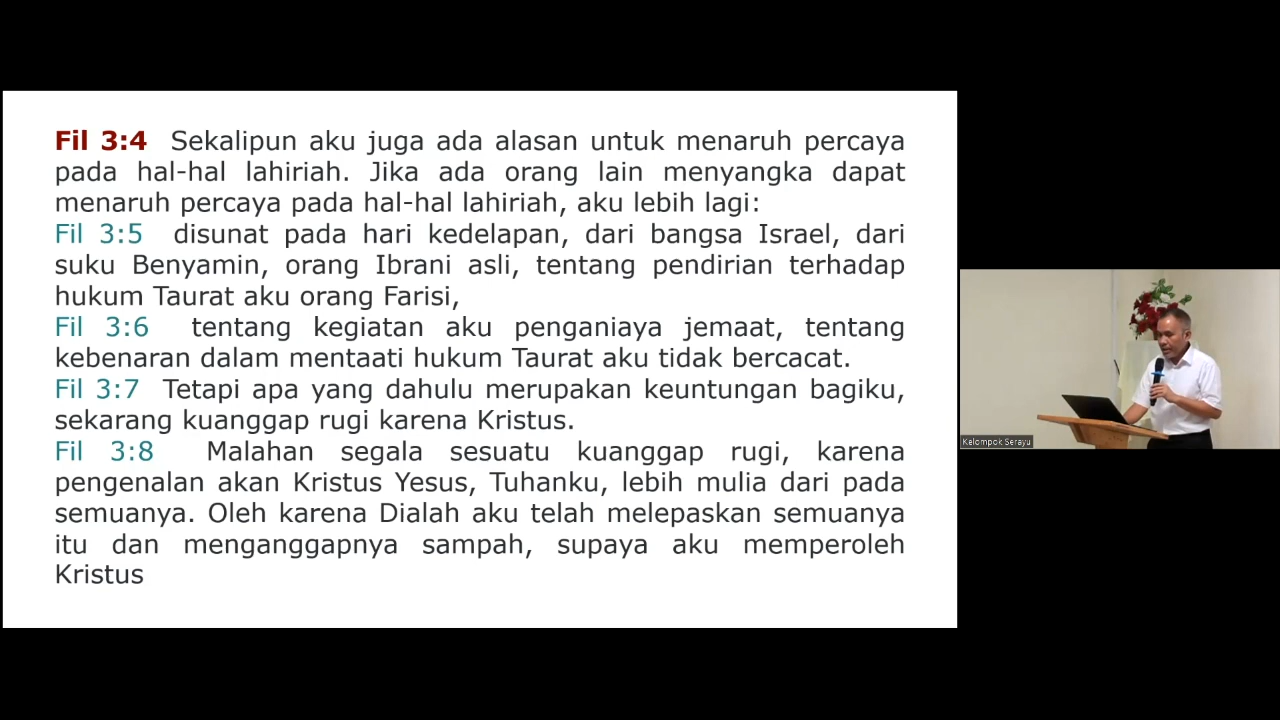 Fil 3:4 Sekalipun aku juga ada alasan untuk menaruh percaya
pada hal-hal lahiriah. Jika ada orang lain menyangka dapat
menaruh percaya pada hal-hal lahiriah, aku lebih lagi:
Fil 3:5 disunat pada hari kedelapan, dari bangsa Israel, dari
suku Benyamin, orang Ibrani asli, tentang pendirian terhadap
hukum Taurat aku orang Farisi,
Fil 3:6 tentang kegiatan aku penganiaya jemaat, tentang
kebenaran dalam mentaati hukum Taurat aku tidak bercacat.
Fil 3:7 Tetapi apa yang dahulu merupakan keuntungan bagiku,
sekarang kuanggap rugi karena Kristus.
Fil 3:8 Malahan segala sesuatu kuanggap rugi, karena
pengenalan akan Kristus Yesus, Tuhanku, lebih mulia dari pada
semuanya. Oleh karena Dialah aku telah melepaskan semuanya
itu dan menganggapnya sampah, supaya aku memperoleh
Kristus
Kelompok Serayu